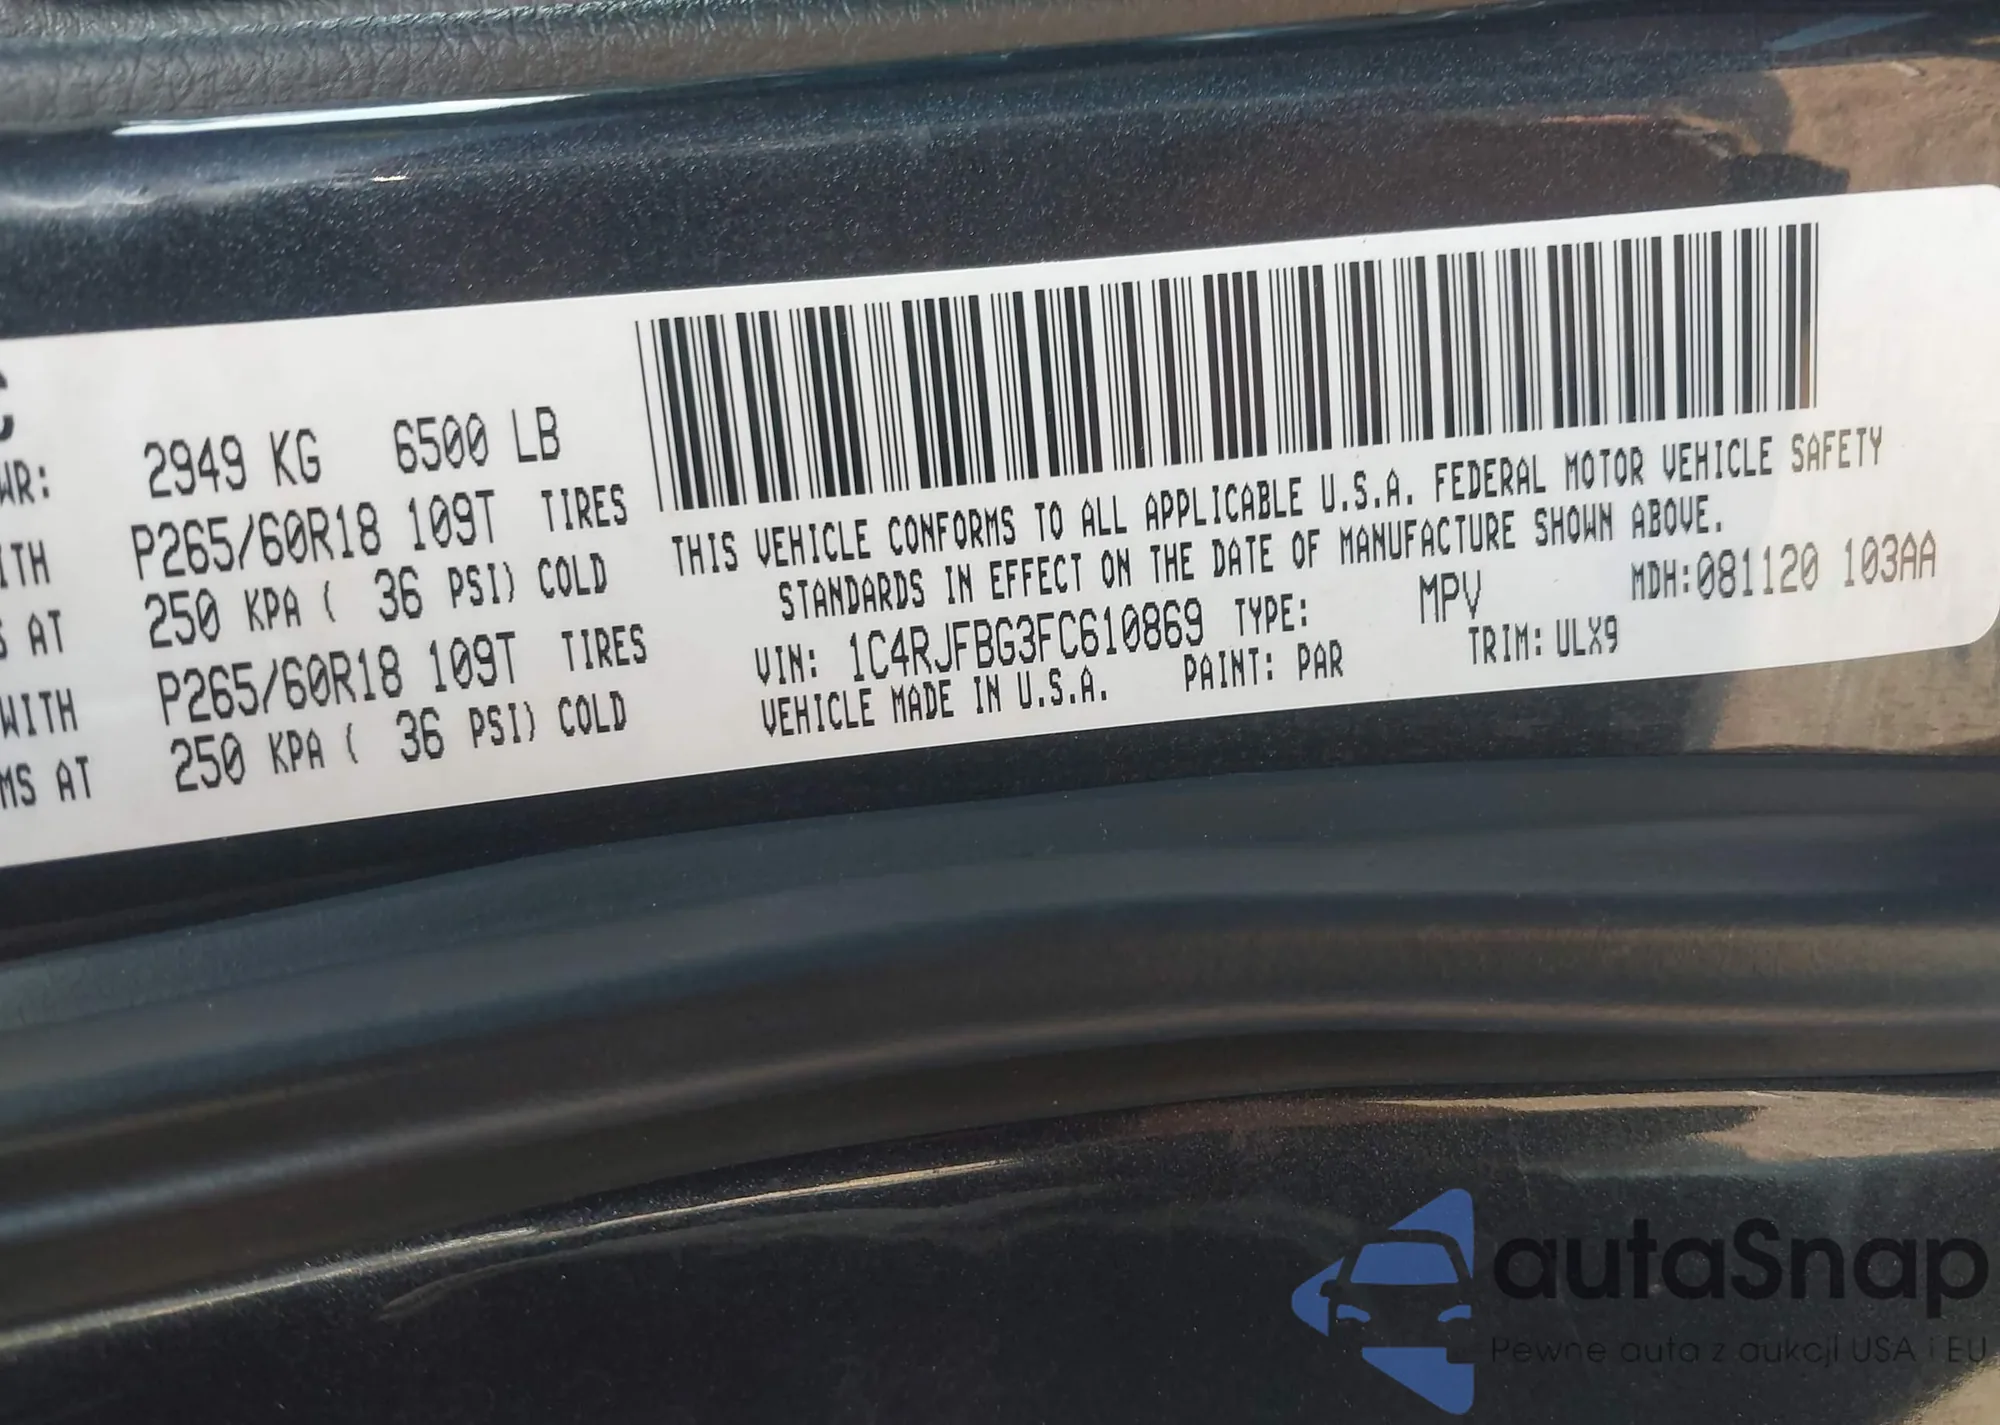 C
WR: 2949 KG 6500 LB
ITH P265/60R18 109T TIRES
S AT 250 KPA ( 36 PSI) COLD
WITH P265/60R18 109T TIRES
MS AT 250 KPA ( 36 PSI) COLD
THIS VEHICLE CONFORMS TO ALL APPLICABLE U.S.A. FEDERAL MOTOR VEHICLE SAFETY
STANDARDS IN EFFECT ON THE DATE OF MANUFACTURE SHOWN ABOVE.
MDH:081120 103AA
VIN: 1C4RJFBG3FC610869 TYPE: MPV
VEHICLE MADE IN U.S.A. PAINT: PAR TRIM: ULX9
autaSnap
Pewne auta z aukcji USA i EU